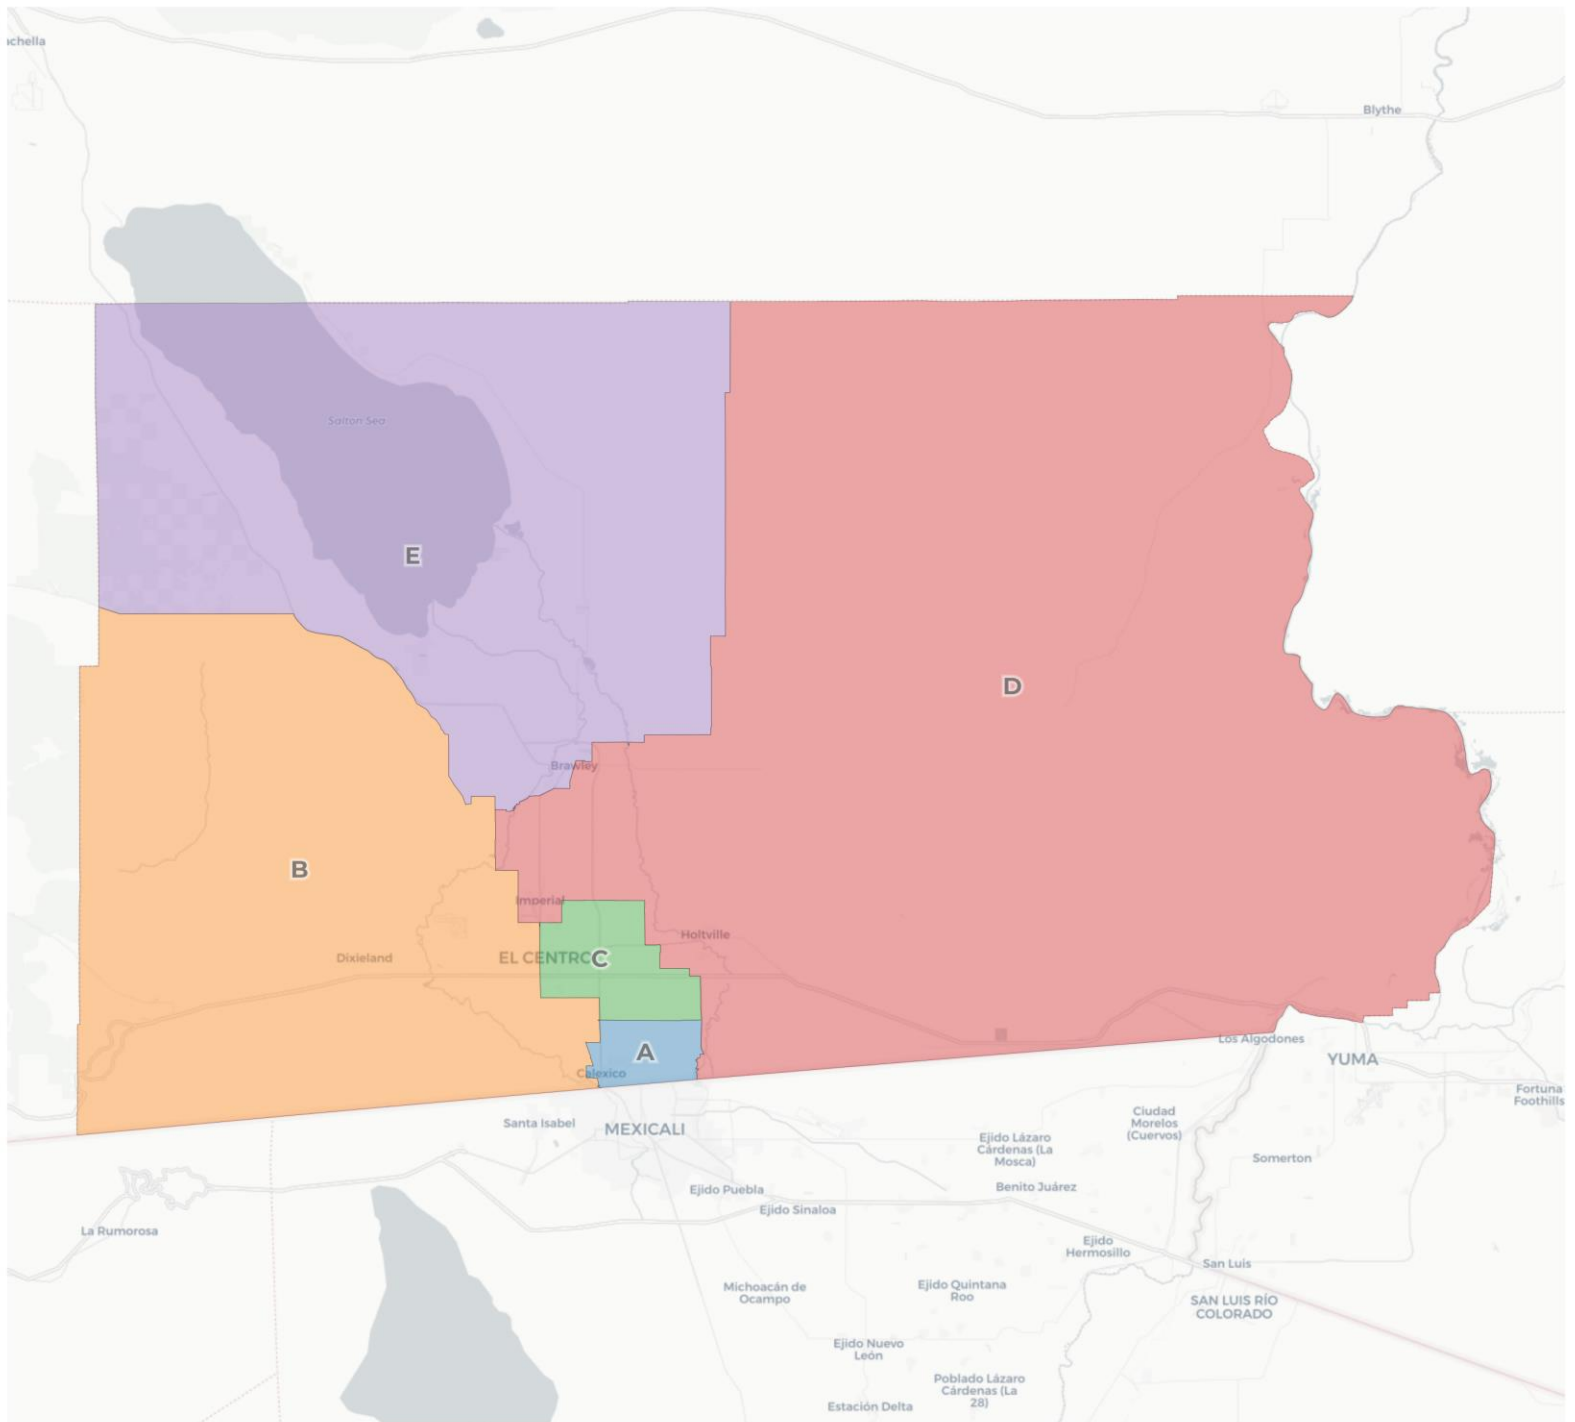 achella
Blythe
Salton Sea
E
D
Brawley
B
Imperial
Holtville
Dixieland
EL CENTRO
C
Los Algodones
A
YUMA
Calexico
Fortuna
Foothills
Santa Isabel
MEXICALI
Ciudad
Morelos
(Cuervos)
Ejido Lázaro
Cárdenas (La
Mosca)
Somerton
Ejido Puebla
Benito Juárez
Ejido Sinaloa
La Rumorosa
Ejido
Hermosillo
San Luis
Michoacán de
Ocampo
Ejido Quintana
Roo
SAN LUIS RÍO
COLORADO
Ejido Nuevo
León
Poblado Lázaro
Cárdenas (La
28)
Estación Delta